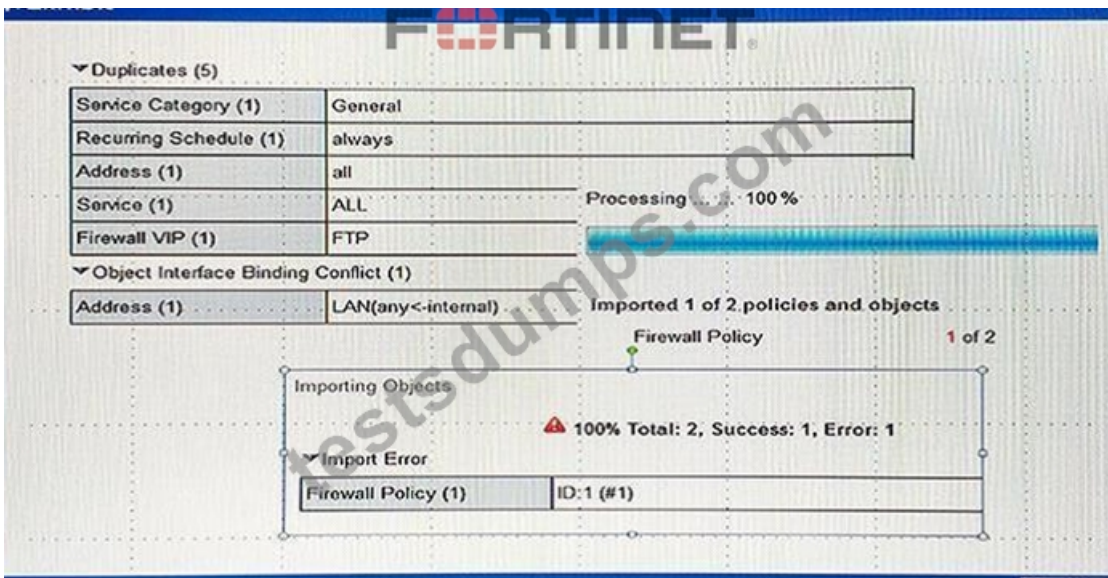 FORTINET
Duplicates (5)
Service Category (1) General
Recurring Schedule (1) always
Address (1) all
Service (1) ALL
Firewall VIP (1) FTP
Processing ... ... 100 %
Object Interface Binding Conflict (1)
Address (1) LAN(any<-internal)
Imported 1 of 2 policies and objects
Firewall Policy 1 of 2
Importing Objects
100% Total: 2, Success: 1, Error: 1
Import Error
Firewall Policy (1) ID:1 (#1)
testsdumps.com